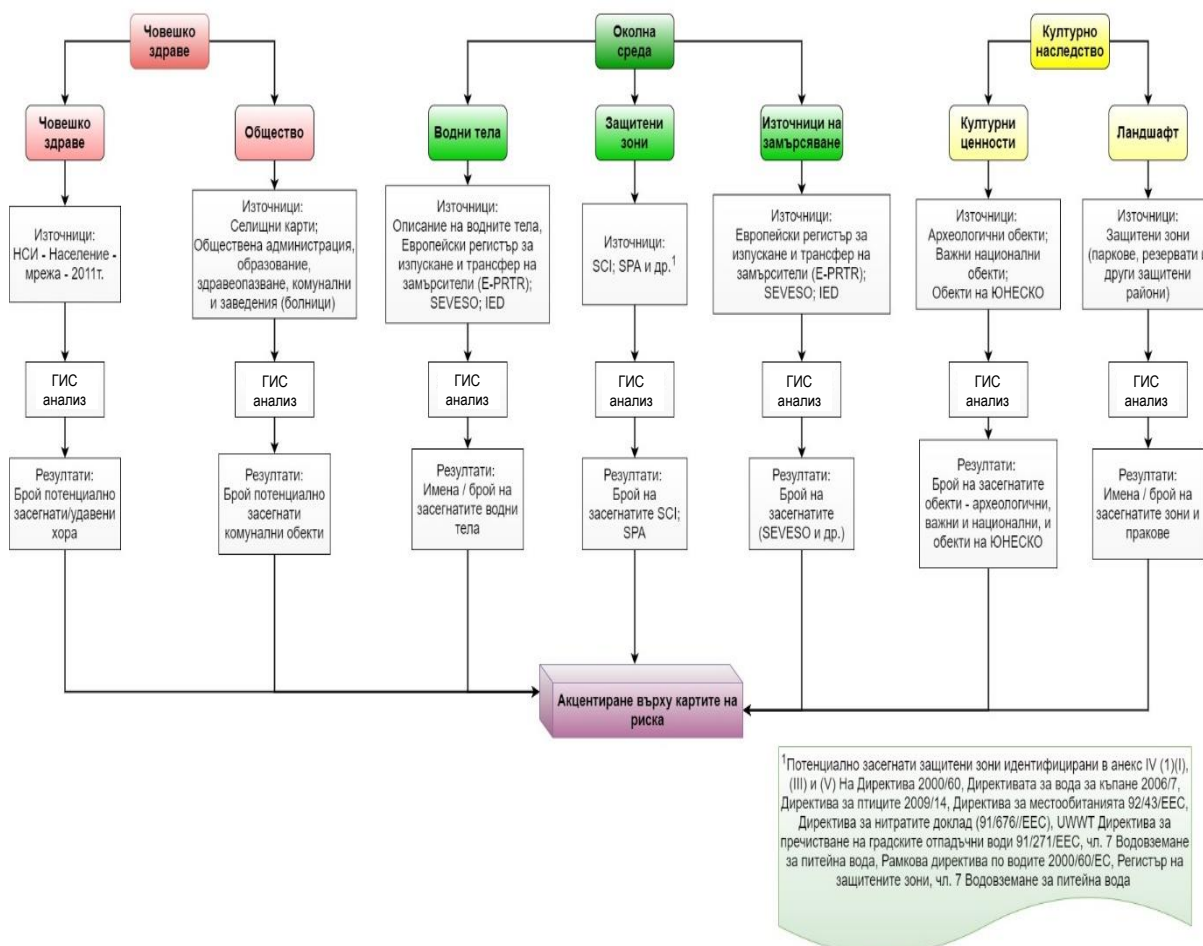 Човешко
здраве
Околна
среда
Културно
наследство
Човешко
здраве
Общество
Водни тела
Защитени
зони
Източници на
замърсяване
Културни
ценности
Ландшафт
Източници:
НСИ - Население -
мрежа - 2011г.
Източници:
Селищни карти;
Обществена администрация,
образование,
здравеопазване, комунални
и заведения (болници)
Източници:
Описание на водните тела,
Европейски регистър за
изпускане и трансфер на
замърсители (E-PRTR);
SEVESO; IED
Източници:
SCI; SPA и др.1
Източници:
Европейски регистър за
изпускане и трансфер на
замърсители (E-PRTR);
SEVESO; IED
Източници:
Археологични обекти;
Важни национални
обекти;
Обекти на ЮНЕСКО
Източници:
Защитени зони
(паркове, резервати и
други защитени
райони)
ГИС
анализ
ГИС
анализ
ГИС
анализ
ГИС
анализ
ГИС
анализ
ГИС
анализ
ГИС
анализ
Резултати:
Брой потенциално
засегнати/удавени
хора
Резултати:
Брой потенциално
засегнати
комунални обекти
Резултати:
Имена / брой на
засегнатите водни
тела
Резултати:
Брой на
засегнатите SCI;
SPA
Резултати:
Брой на
засегнатите
(SEVESO и др.)
Резултати:
Брой на засегнатите
обекти - археологични,
важни и национални, и
обекти на ЮНЕСКО
Резултати:
Имена / брой на
засегнатите зони и
пракове
Акцентиране върху картите на
риска
1Потенциално засегнати защитени зони идентифицирани в анекс IV (1)(I),
(III) и (V) На Директива 2000/60, Директивата за вода за къпане 2006/7,
Директива за птиците 2009/14, Директива за местообитанията 92/43/EEC,
Директива за нитратите доклад (91/676//EEC), UWWT Директива за
пречистване на градските отпадъчни води 91/271/EEC, чл. 7 Водовземане
за питейна вода, Рамкова директива по водите 2000/60/EC, Регистър на
защитените зони, чл. 7 Водовземане за питейна вода